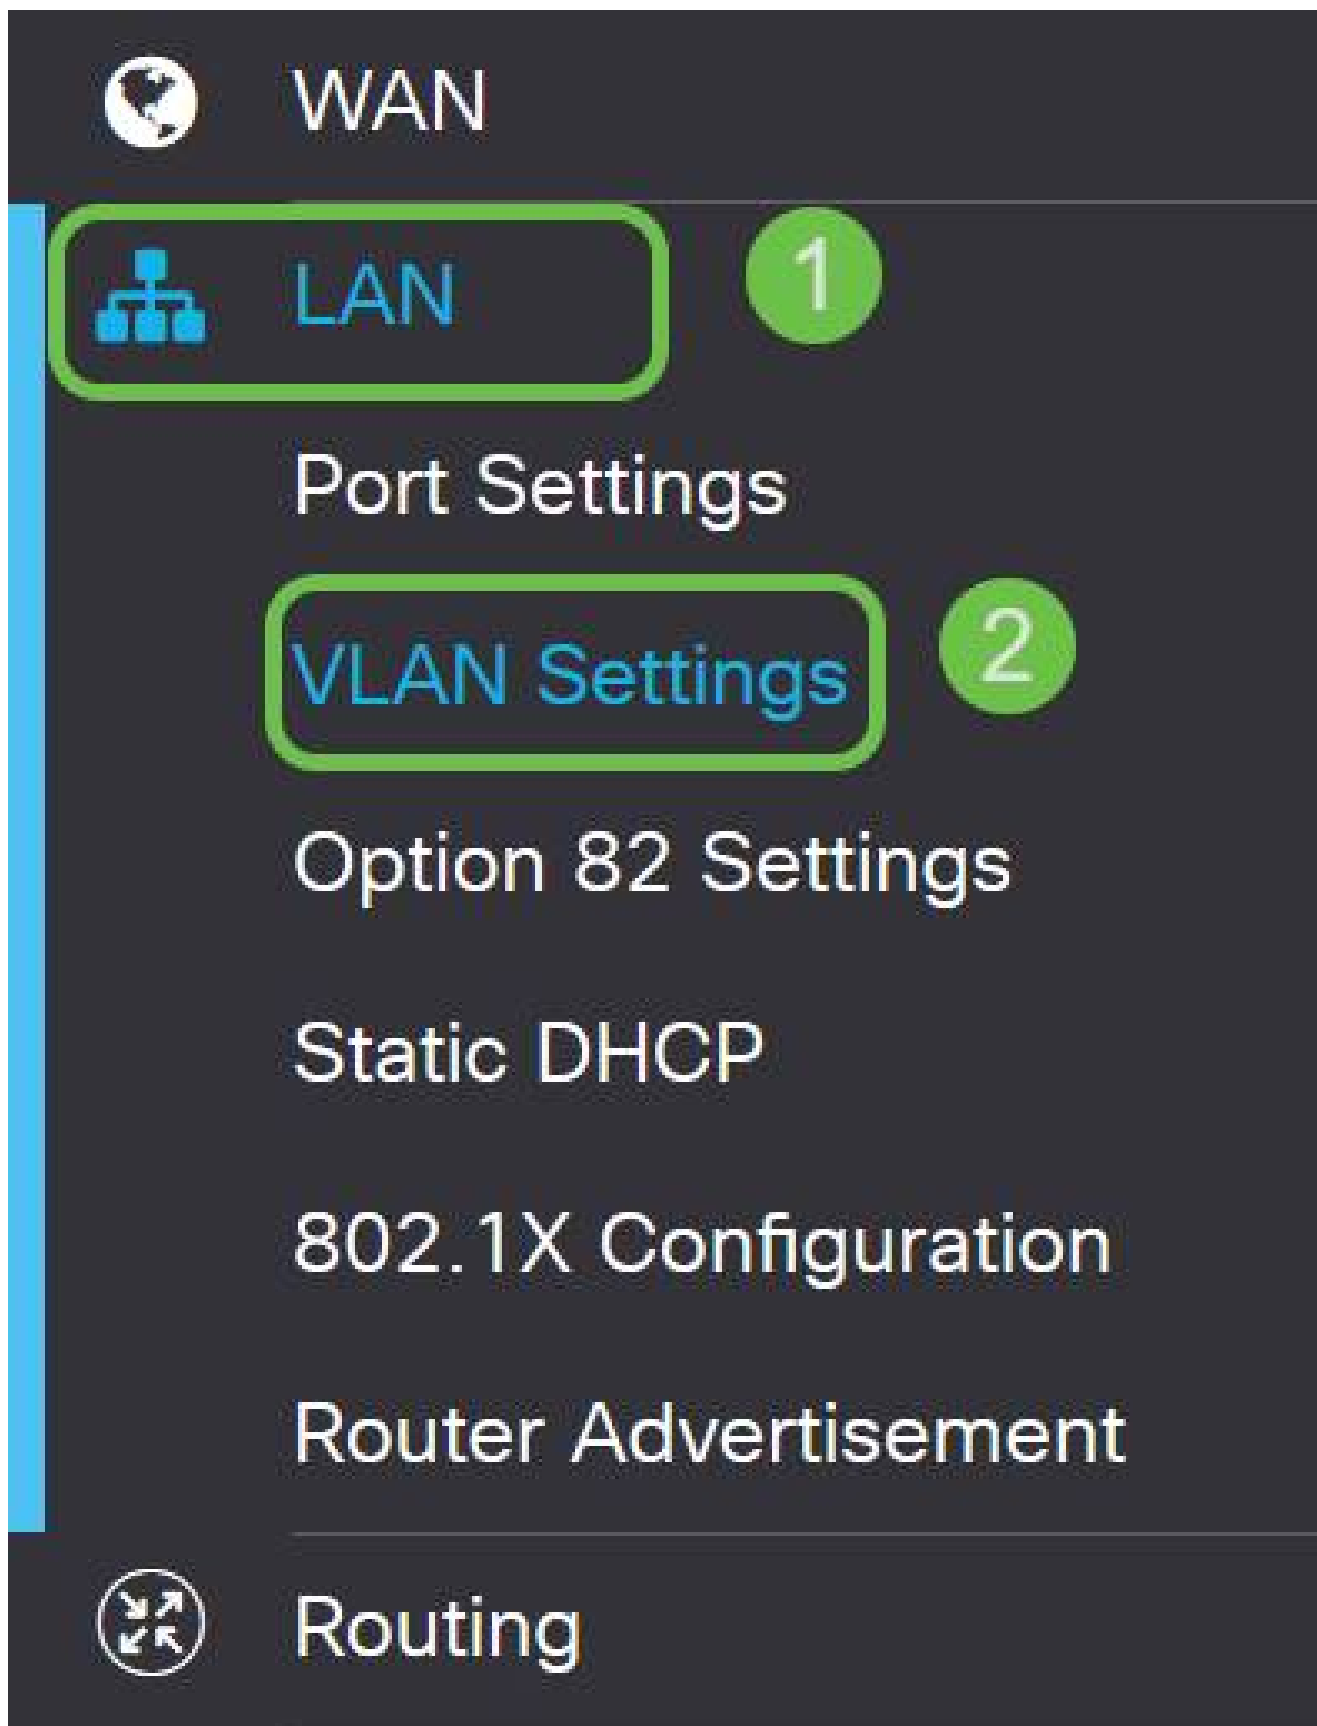 WAN
LAN 1
Port Settings
VLAN Settings 2
Option 82 Settings
Static DHCP
802.1X Configuration
Router Advertisement
Routing